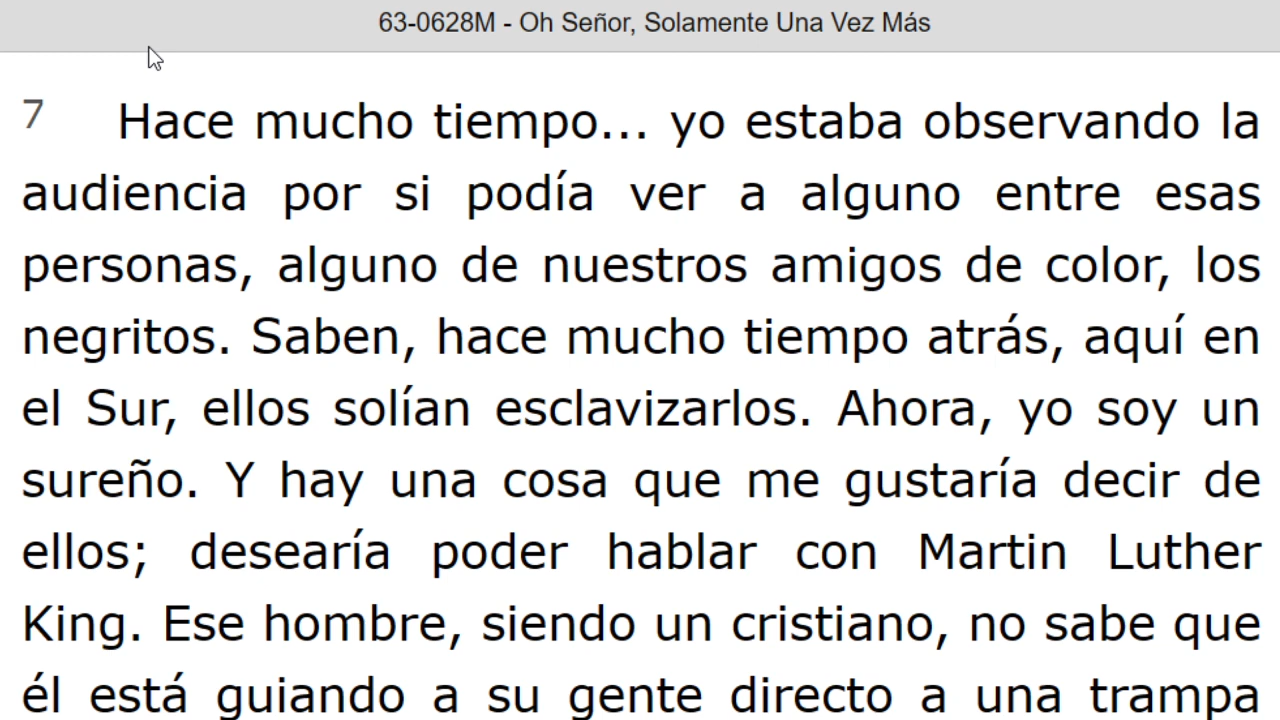 63-0628M - Oh Señor, Solamente Una Vez Más
7 Hace mucho tiempo... yo estaba observando la
audiencia por si podía ver a alguno entre esas
personas, alguno de nuestros amigos de color, los
negritos. Saben, hace mucho tiempo atrás, aquí en
el Sur, ellos solían esclavizarlos. Ahora, yo soy un
sureño. Y hay una cosa que me gustaría decir de
ellos; desearía poder hablar con Martin Luther
King. Ese hombre, siendo un cristiano, no sabe que
él está guiando a su gente directo a una trampa